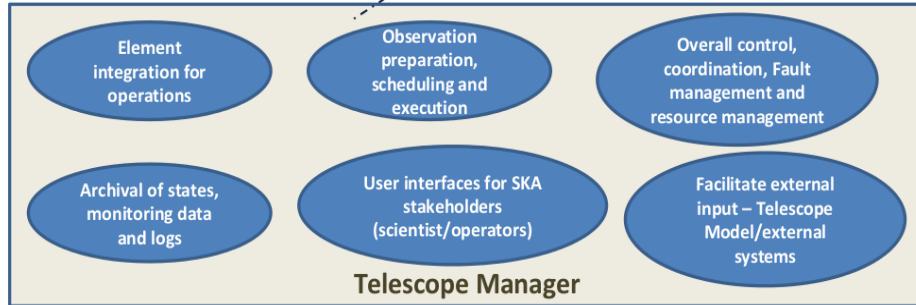 Element
integration for
operations
Observation
preparation,
scheduling and
execution
Overall control,
coordination, Fault
management and
resource management
Archival of states,
monitoring data
and logs
User interfaces for SKA
stakeholders
(scientist/operators)
Facilitate external
input – Telescope
Model/external
systems
Telescope Manager